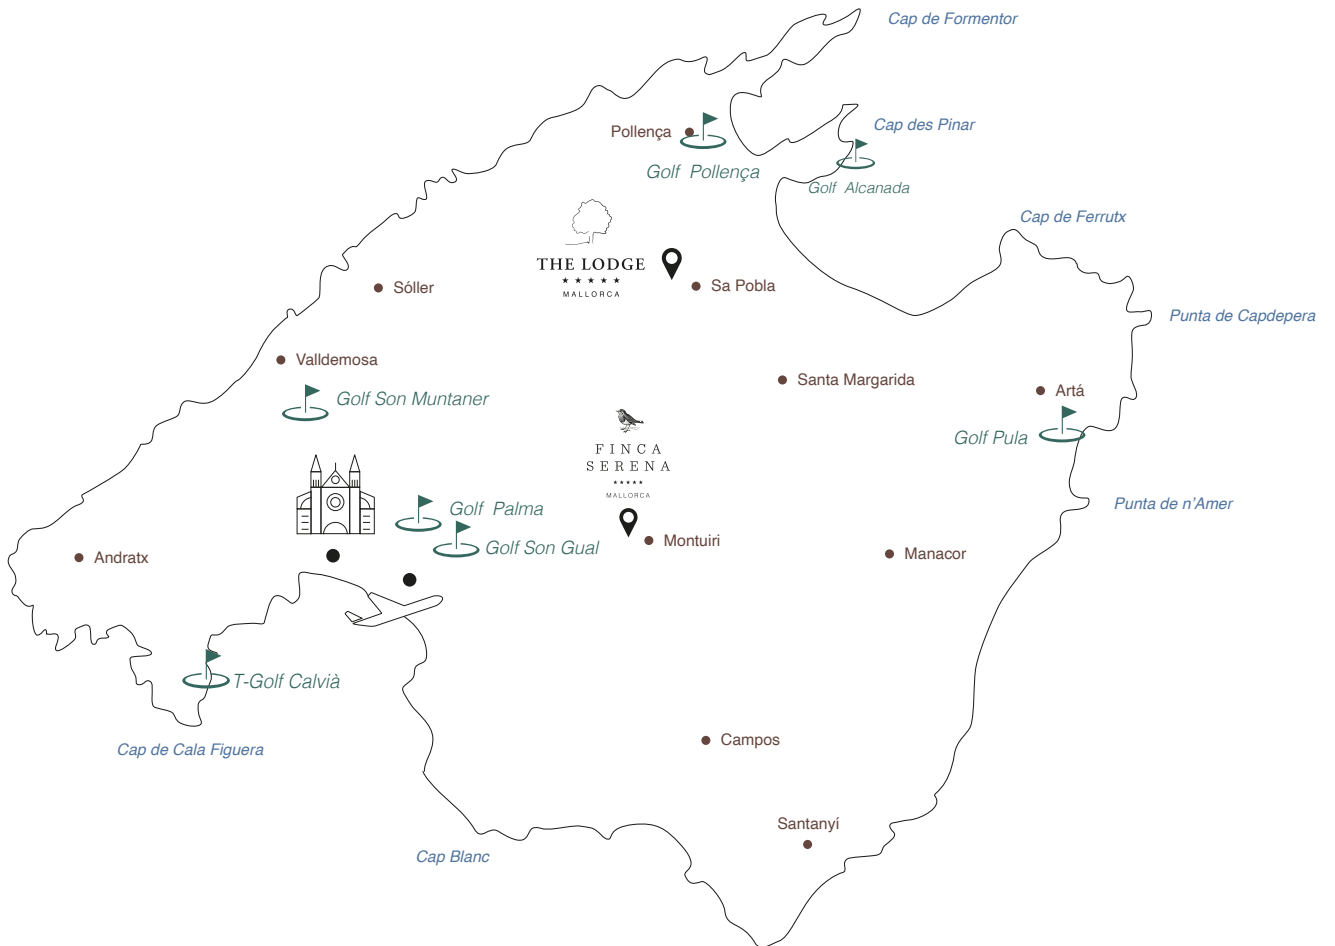 Cap de Formentor
Cap des Pinar
Pollença
Golf Pollença
Golf Alcanada
Cap de Ferrutx
THE LODGE
★ ★ ★ ★ ★
MALLORCA
Sa Pobla
Sóller
Punta de Capdepera
Valldemosa
Santa Margarida
Artá
Golf Son Muntaner
Golf Pula
FINCA
SERENA
★★★★★
MALLORCA
Punta de n'Amer
Golf Palma
Golf Son Gual
Montuiri
Manacor
Andratx
T-Golf Calvià
Cap de Cala Figuera
Campos
Santanyí
Cap Blanc